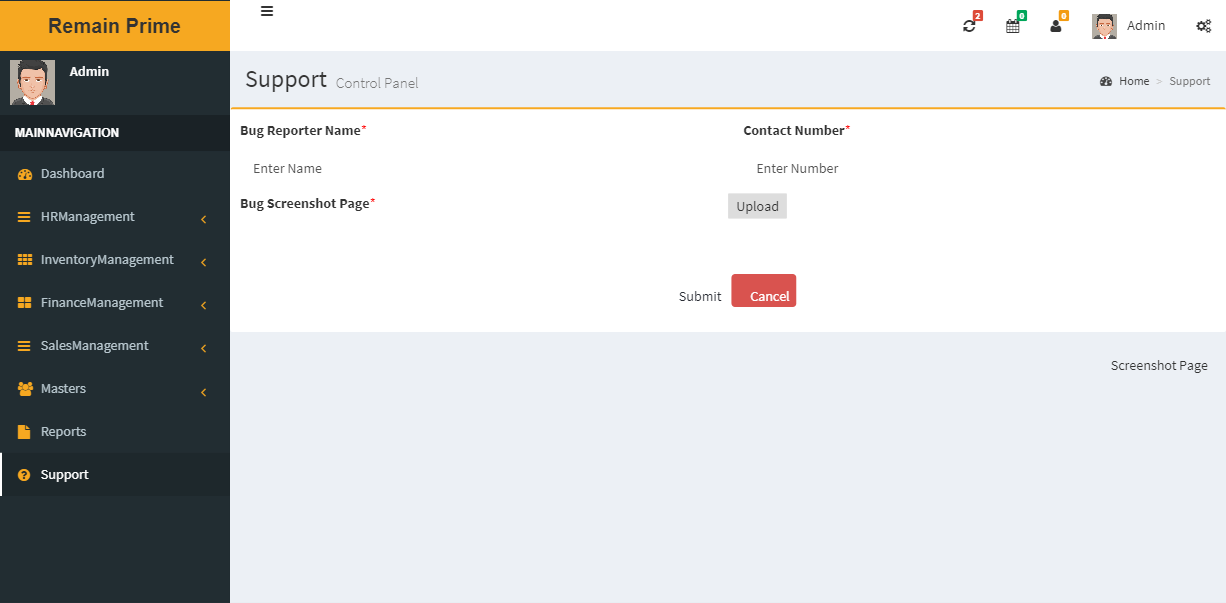 Remain Prime
2
0
0
Admin
Admin
Support Control Panel
Home > Support
MAINNAVIGATION
Dashboard
HRManagement
InventoryManagement
FinanceManagement
SalesManagement
Masters
Reports
Support
Bug Reporter Name*
Contact Number*
Enter Name
Enter Number
Bug Screenshot Page*
Upload
Submit
Cancel
Screenshot Page